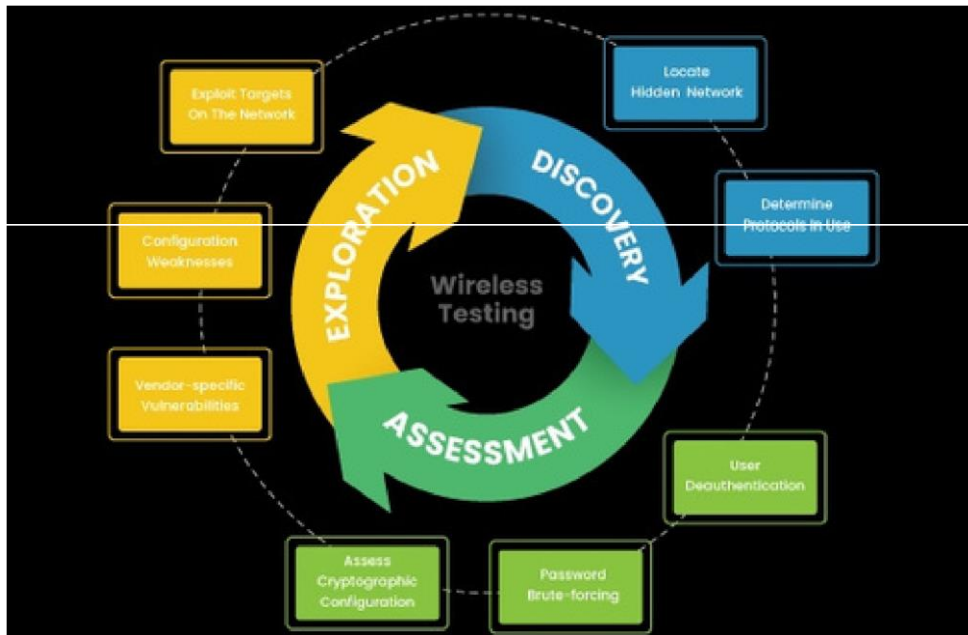 Locate
Hidden Network
Exploit Targets
On The Network
DISCOVERY
EXPLORATION
Determine
Protocols In Use
Configuration
Weaknesses
Wireless
Testing
Vendor-specific
Vulnerabilities
ASSESSMENT
User
Deauthentication
Assess
Cryptographic
Configuration
Password
Brute-forcing